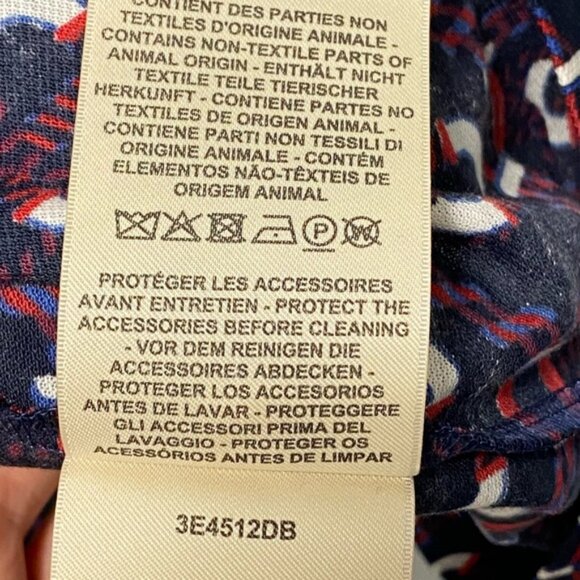 CONTIENT DES PARTIES NON
TEXTILES D'ORIGINE ANIMALE -
CONTAINS NON-TEXTILE PARTS OF
ANIMAL ORIGIN - ENTHÄLT NICHT
TEXTILE TEILE TIERISCHER
HERKUNFT - CONTIENE PARTES NO
TEXTILES DE ORIGEN ANIMAL -
CONTIENE PARTI NON TESSILI DI
ORIGINE ANIMALE - CONTÉM
ELEMENTOS NÃO-TÊXTEIS DE
ORIGEM ANIMAL
P W
PROTÉGER LES ACCESSOIRES
AVANT ENTRETIEN - PROTECT THE
ACCESSORIES BEFORE CLEANING
- VOR DEM REINIGEN DIE
ACCESSOIRES ABDECKEN -
PROTEGER LOS ACCESORIOS
ANTES DE LAVAR - PROTEGGERE
GLI ACCESSORI PRIMA DEL
LAVAGGIO - PROTEGER OS
ACESSÓRIOS ANTES DE LIMPAR
3E4512DB